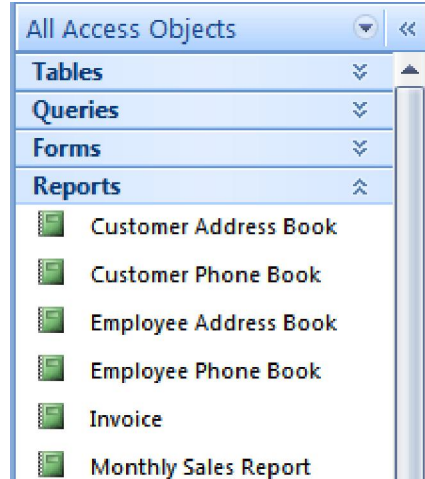 All Access Objects
Tables
Queries
Forms
Reports
Customer Address Book
Customer Phone Book
Employee Address Book
Employee Phone Book
Invoice
Monthly Sales Report